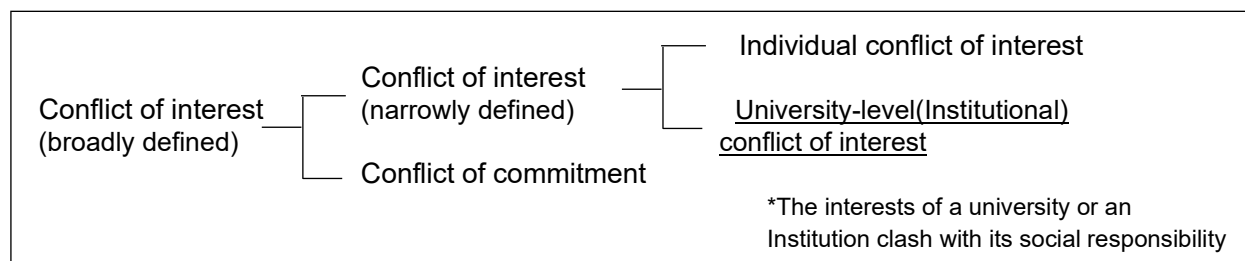 Conflict of interest
(broadly defined)
Conflict of interest
(narrowly defined)
Conflict of commitment
Individual conflict of interest
University-level(Institutional)
conflict of interest
*The interests of a university or an
Institution clash with its social responsibility